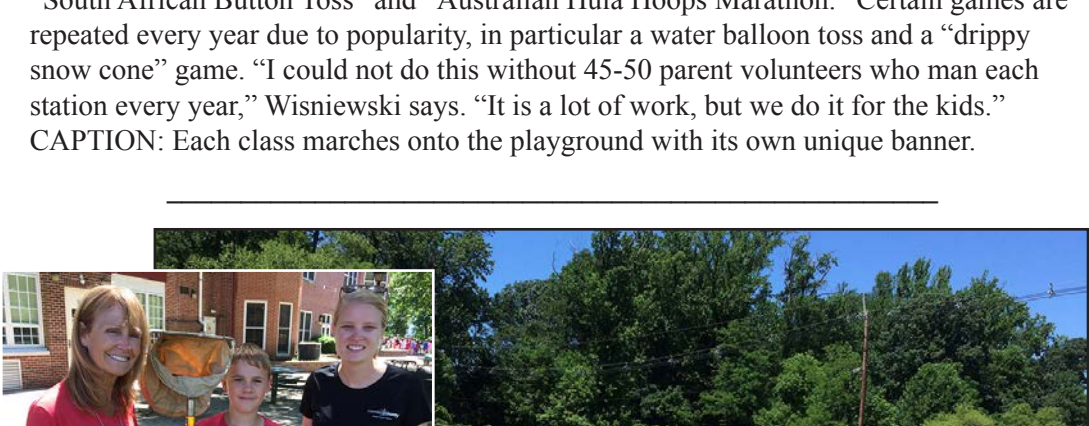 “South African Button Toss” and “Australian Hula Hoops Marathon.” Certain games are
repeated every year due to popularity, in particular a water balloon toss and a “drippy
snow cone” game. “I could not do this without 45-50 parent volunteers who man each
station every year,” Wisniewski says. “It is a lot of work, but we do it for the kids.”
CAPTION: Each class marches onto the playground with its own unique banner.